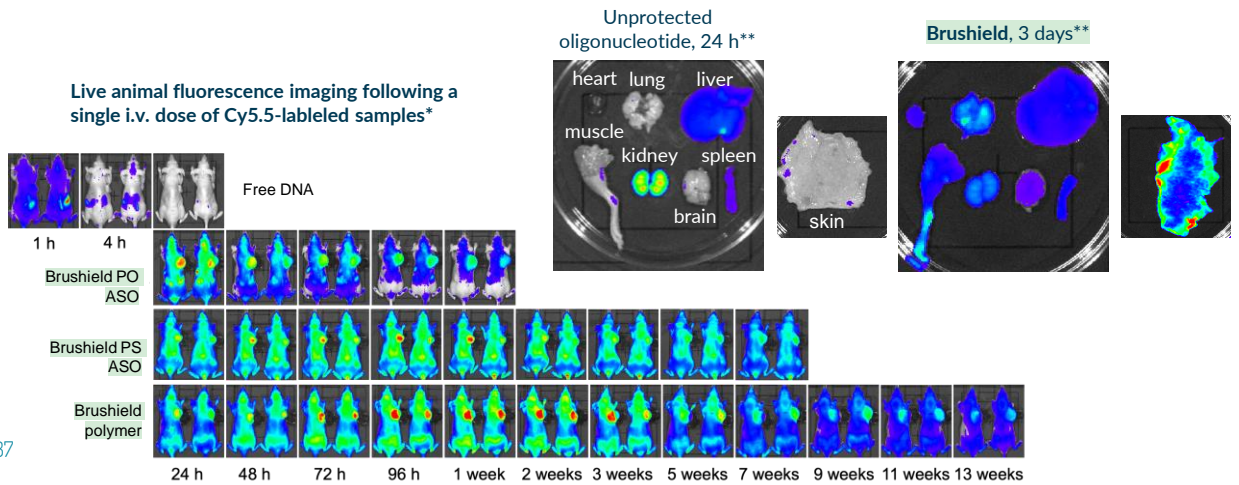 Unprotected
oligonucleotide, 24 h**
Brushield, 3 days**
Live animal fluorescence imaging following a
single i.v. dose of Cy5.5-lableled samples*
heart lung liver
muscle
kidney spleen
brain
skin
Free DNA
1 h 4 h
Brushield PO
ASO
Brushield PS
ASO
Brushield
polymer
24 h 48 h 72 h 96 h 1 week 2 weeks 3 weeks 5 weeks 7 weeks 9 weeks 11 weeks 13 weeks
37